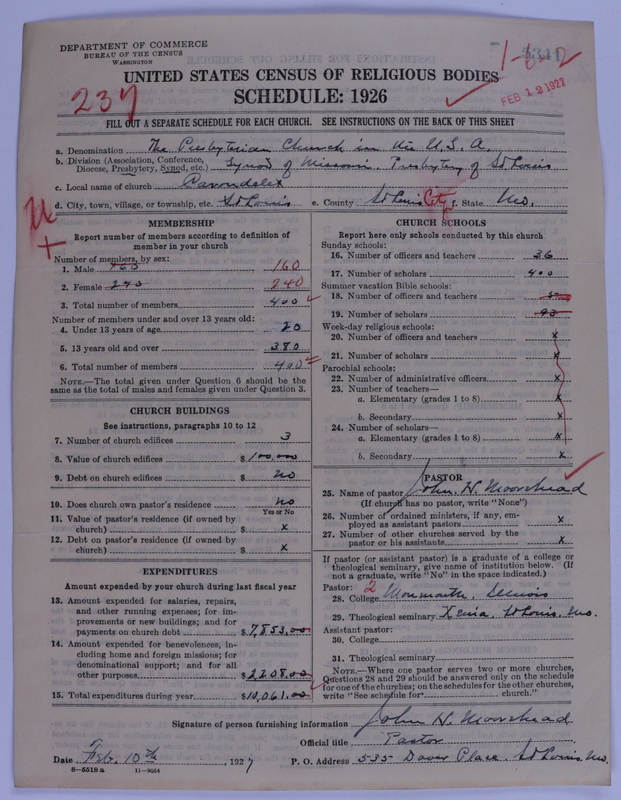 DEPARTMENT OF COMMERCE
BUREAU OF THE CENSUS
WASHINGTON
UNITED STATES CENSUS OF RELIGIOUS BODIES
SCHEDULE: 1926
237
FEB 12 1927
FILL OUT A SEPARATE SCHEDULE FOR EACH CHURCH. SEE INSTRUCTIONS ON THE BACK OF THIS SHEET
a. Denomination The Presbyterian Church in the U.S.A.
b. Division (Association, Conference, Diocese, Presbytery, Synod, etc.) Synod of Missouri. Presbytery of St Louis
c. Local name of church Carondelet
d. City, town, village, or township, etc. St Louis e. County St Louis City f. State Mo.
MEMBERSHIP
Report number of members according to definition of
member in your church
Number of members, by sex:
1. Male 160 160
2. Female 240 240
3. Total number of members 400
Number of members under and over 13 years old:
4. Under 13 years of age 20
5. 13 years old and over 380
6. Total number of members 400
NOTE.—The total given under Question 6 should be
same as the total of males and females given under Question 3.
CHURCH BUILDINGS
See instructions, paragraphs 10 to 12
7. Number of church edifices 3
8. Value of church edifices $100,000
9. Debt on church edifices $ No
10. Does church own pastor's residence No
Yes or No
11. Value of pastor's residence (if owned by
church) $ x
12. Debt on pastor's residence (if owned by
church) $ x
EXPENDITURES
Amount expended by your church during last fiscal year
13. Amount expended for salaries, repairs,
and other running expenses; for im-
provements or new buildings; and for
payments on church debt $7,853.00
14. Amount expended for benevolences, in-
cluding home and foreign missions; for
denominational support; and for all
other purposes $2208.00
15. Total expenditures during year $10,061.00
CHURCH SCHOOLS
Report here only schools conducted by this church
Sunday schools:
16. Number of officers and teachers 36
17. Number of scholars 400
Summer vacation Bible schools:
18. Number of officers and teachers
19. Number of scholars 93
Week-day religious schools:
20. Number of officers and teachers x
21. Number of scholars x
Parochial schools:
22. Number of administrative officers x
23. Number of teachers—
a. Elementary (grades 1 to 8) x
b. Secondary x
24. Number of scholars—
a. Elementary (grades 1 to 8) x
b. Secondary x
PASTOR
25. Name of pastor John. H. Moorehead
(If church has no pastor, write "None")
26. Number of ordained ministers, if any, em-
ployed as assistant pastors x
27. Number of other churches served by the
pastor or his assistants x
If pastor (or assistant pastor) is a graduate of a college or
theological seminary, give name of institution below. (If
not a graduate, write "No" in the space indicated.)
Pastor: 2
28. College Monmouth, Illinois
29. Theological seminary Xenia, St Louis, Mo.
Assistant pastor:
30. College
31. Theological seminary
NOTE.—Where one pastor serves two or more churches,
Questions 28 and 29 should be answered only on the schedule
for one of the churches; on the schedules for the other churches,
write "See schedule for church."
Signature of person furnishing information John H. Moorehead
Official title Pastor
Date Feb. 10th, 1927 P. O. Address 535 Dover Place St Louis, Mo.
8-5518a 11-9054